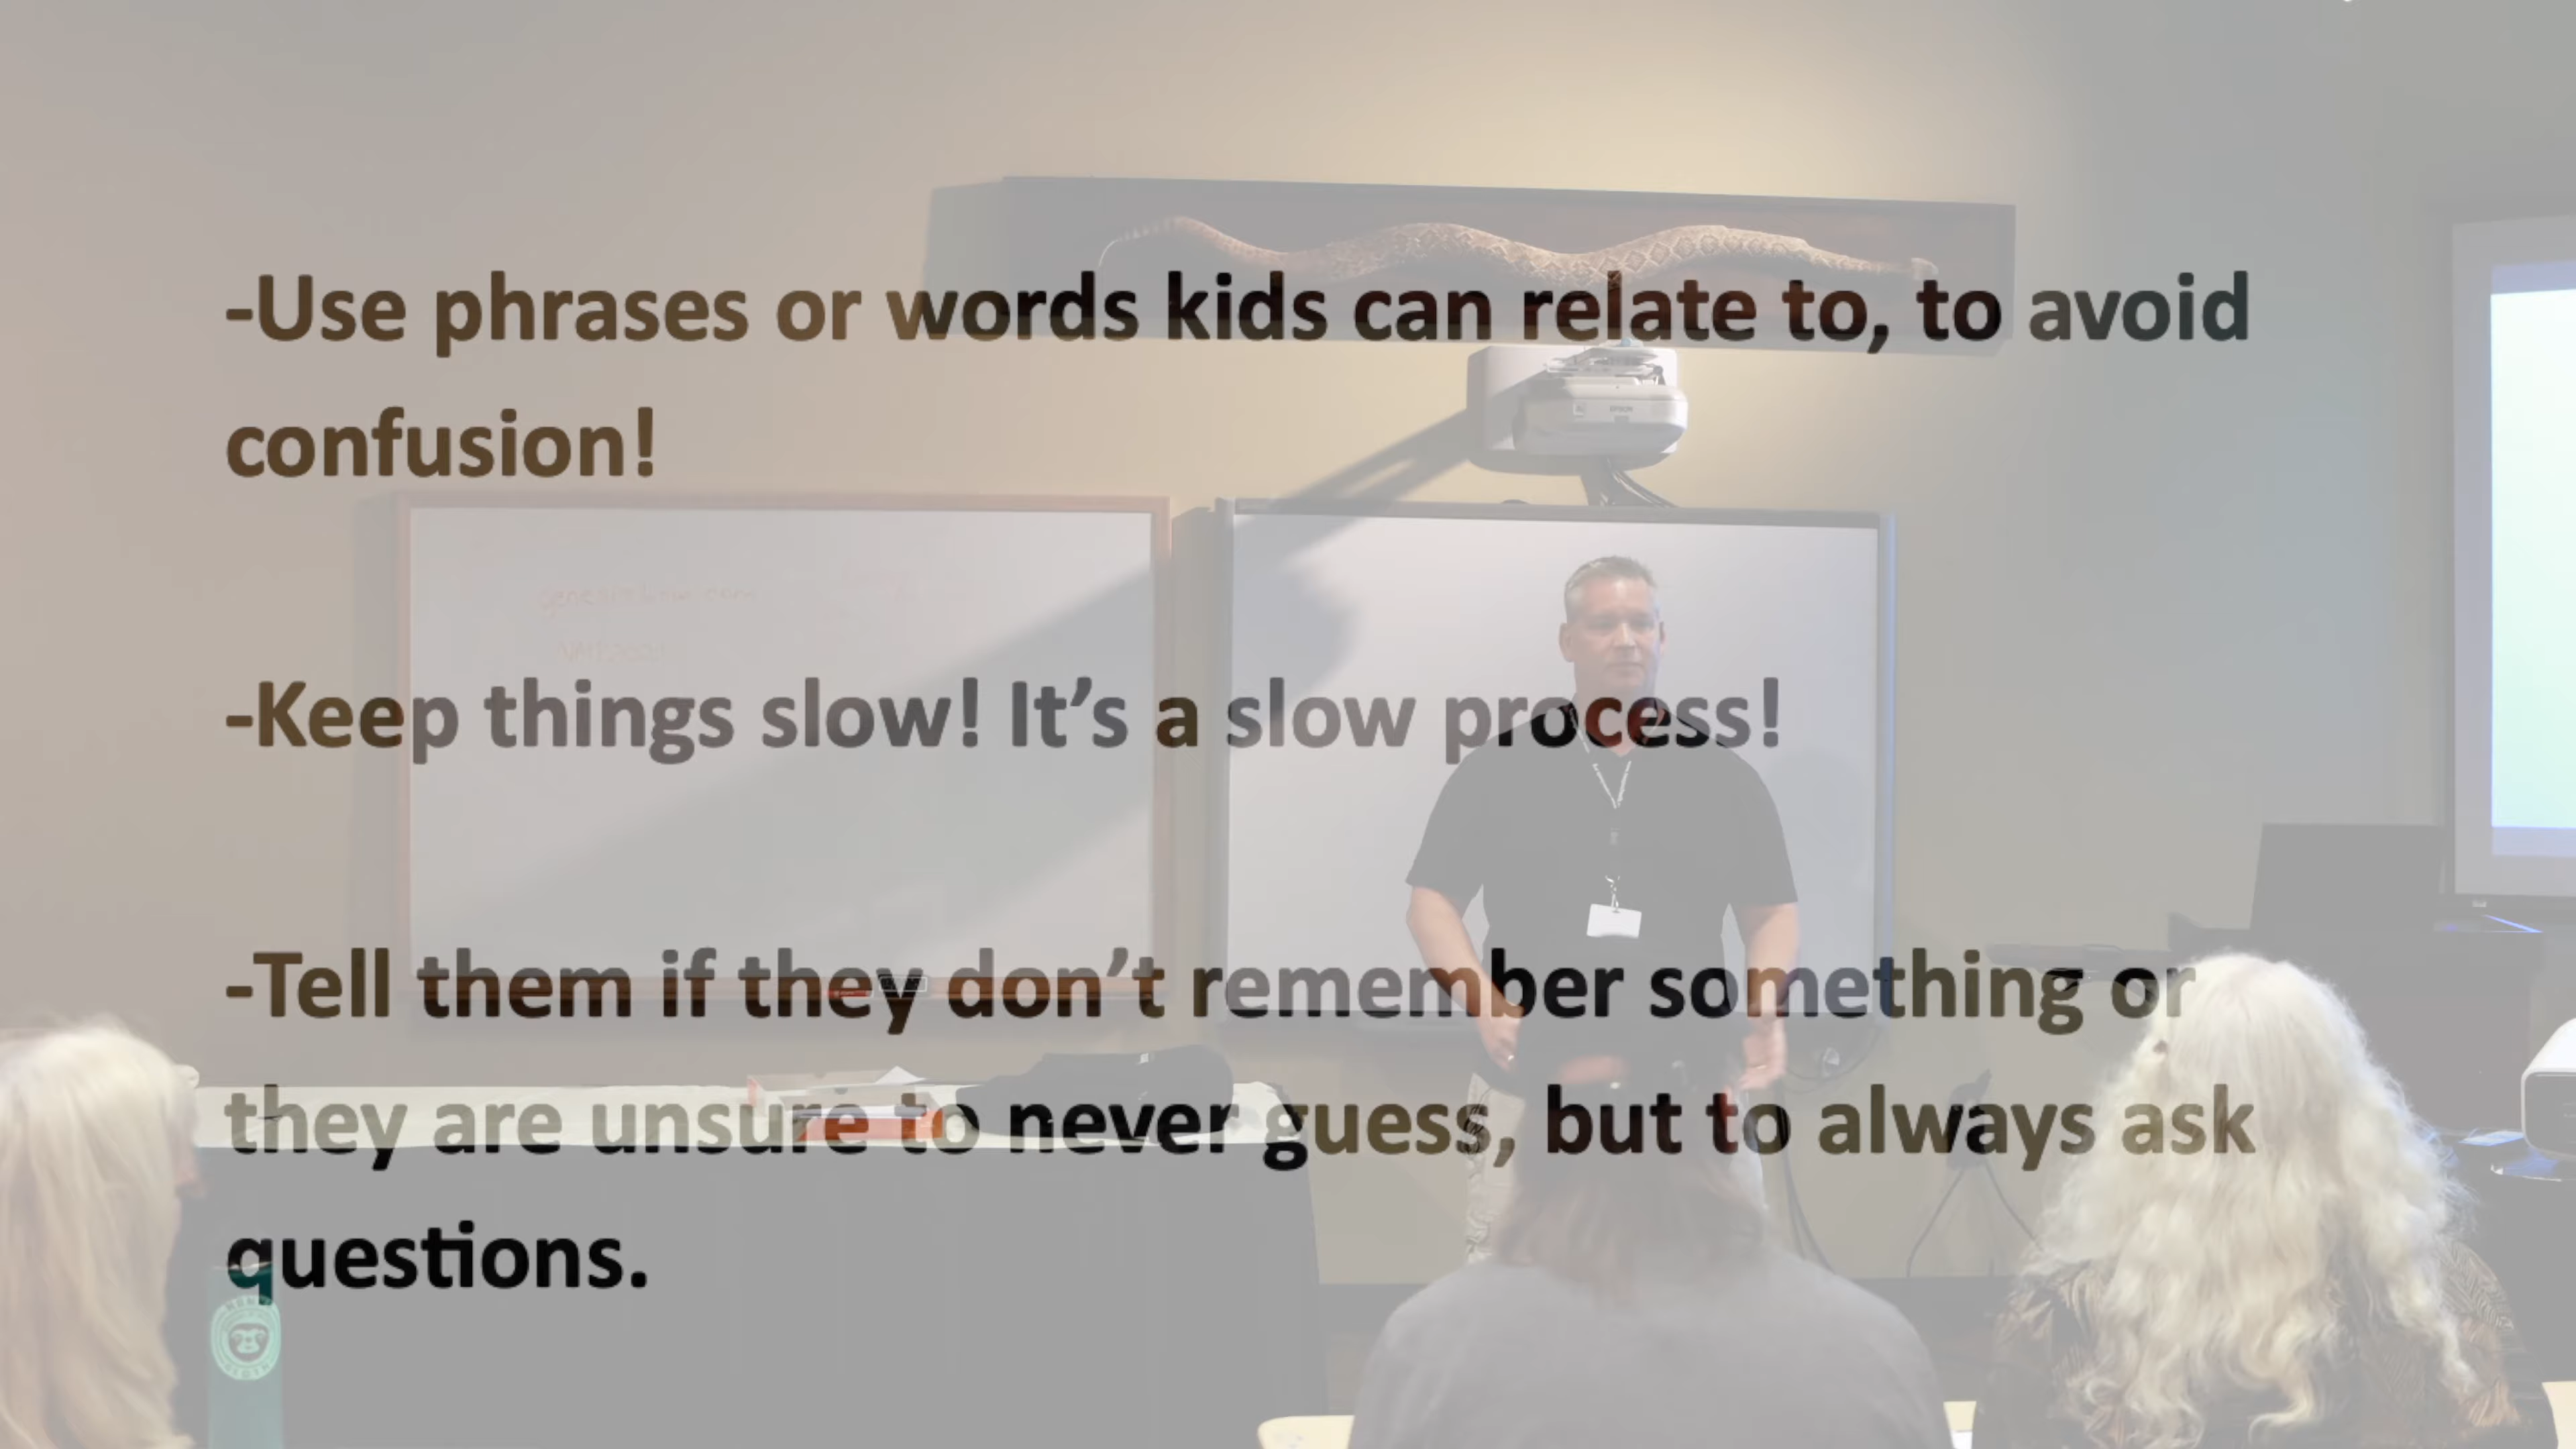 -Use phrases or words kids can relate to, to avoid
confusion!
EPSON
-Keep things slow! It’s a slow process!
-Tell them if they don’t remember something or
they are unsure to never guess, but to always ask
questions.